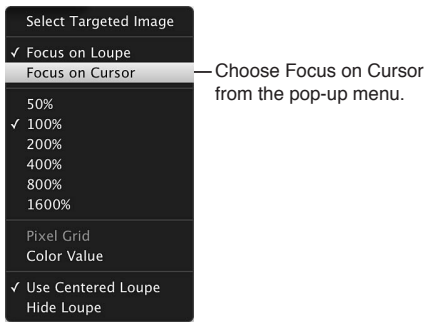 Select Targeted Image
✓ Focus on Loupe
Focus on Cursor
50%
✓ 100%
200%
400%
800%
1600%
Pixel Grid
Color Value
✓ Use Centered Loupe
Hide Loupe
Choose Focus on Cursor
from the pop-up menu.